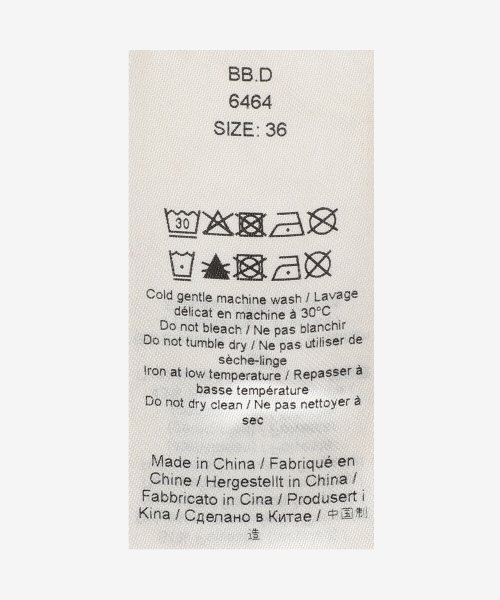 BB.D
6464
SIZE: 36
30
Cold gentle machine wash / Lavage
délicat en machine à 30°C
Do not bleach / Ne pas blanchir
Do not tumble dry / Ne pas utiliser de
sèche-linge
Iron at low temperature / Repasser à
basse température
Do not dry clean / Ne pas nettoyer à
sec
Made in China / Fabriqué en
Chine / Hergestellt in China /
Fabbricato in Cina / Produsert i
Kina / Сделано в Китае / 中国制
造